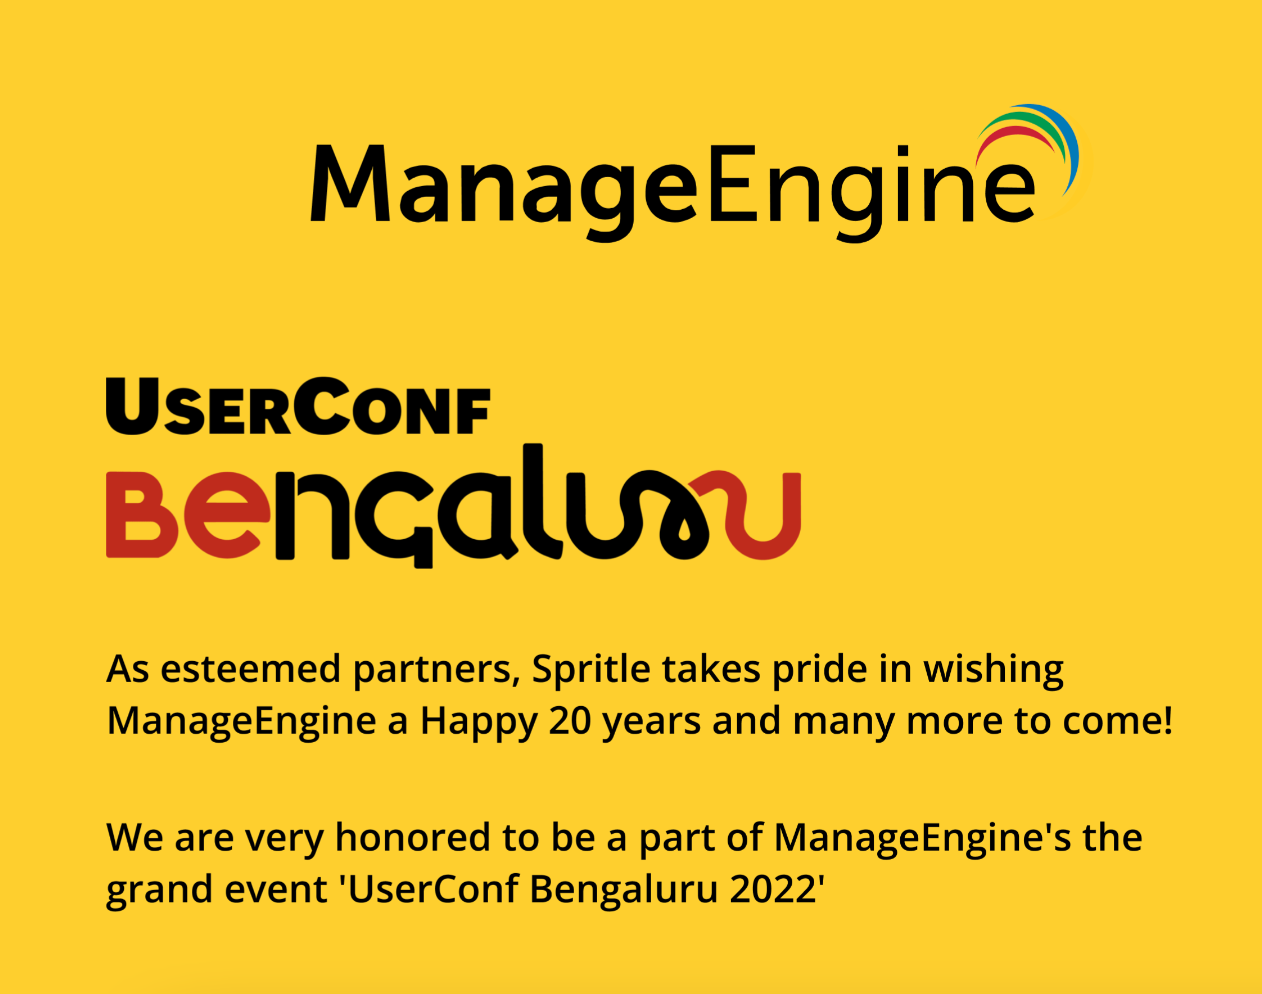 ManageEngine
USERCONF
Bengaluru
As esteemed partners, Spritle takes pride in wishing
ManageEngine a Happy 20 years and many more to come!
We are very honored to be a part of ManageEngine's the
grand event 'UserConf Bengaluru 2022'